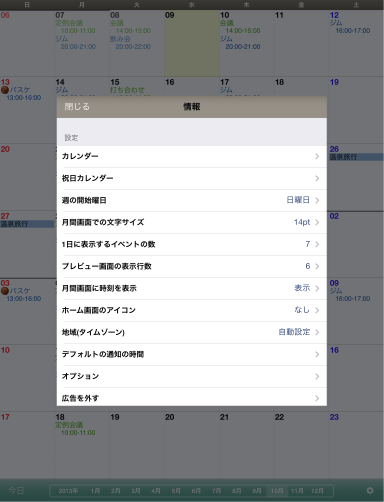 日 月 火 水 木 金 土
06 07 08 09 10 11 12
定例会議 会議 会議 ジム
10:00-11:00 14:00-15:00 14:00-15:00 16:00-17:00
ジム 飲み会 ジム
20:00-21:00 20:00-22:00 20:00-21:00
13 14 15 16 17 18 19
バスケ ジム 打ち合わせ ジム
13:00-16:00
閉じる 情報
設定
カレンダー
祝日カレンダー
週の開始曜日 日曜日
月間画面での文字サイズ 14pt
1日に表示するイベントの数 7
プレビュー画面の表示行数 6
月間画面に時刻を表示 表示
ホーム画面のアイコン なし
地域(タイムゾーン) 自動設定
デフォルトの通知の時間
オプション
広告を外す
20 26
温泉旅行
27 02
温泉旅行
03 09
バスケ ジム
13:00-16:00 16:00-17:00
10 16
17 18 19 20 21 22 23
定例会議
10:00-11:00
今日 2013年 1月 2月 3月 4月 5月 6月 7月 8月 9月 10月 11月 12月